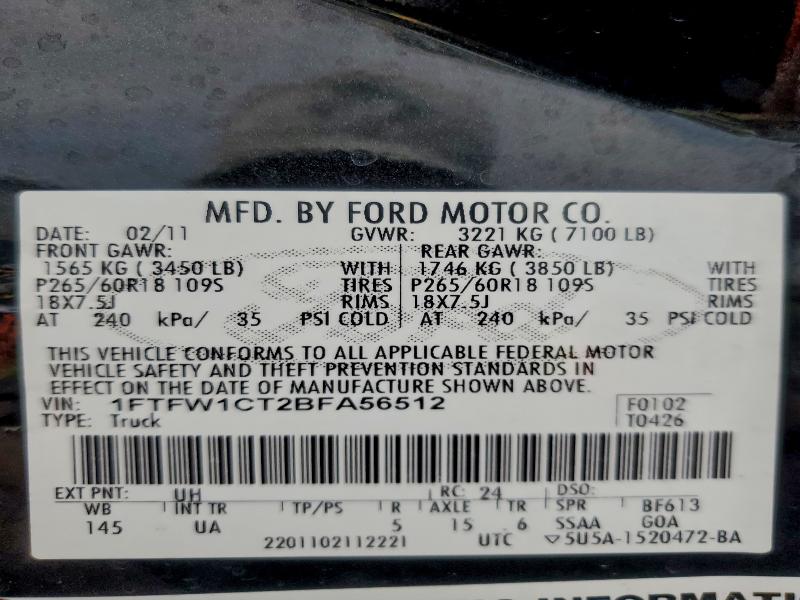 MFD. BY FORD MOTOR CO.
DATE: 02/11 GVWR: 3221 KG ( 7100 LB)
FRONT GAWR: REAR GAWR:
1565 KG ( 3450 LB) WITH 1746 KG ( 3850 LB) WITH
P265/60R18 109S TIRES P265/60R18 109S TIRES
18X7.5J RIMS 18X7.5J RIMS
AT 240 kPa/ 35 PSI COLD AT 240 kPa/ 35 PSI COLD
THIS VEHICLE CONFORMS TO ALL APPLICABLE FEDERAL MOTOR
VEHICLE SAFETY AND THEFT PREVENTION STANDARDS IN
EFFECT ON THE DATE OF MANUFACTURE SHOWN ABOVE.
VIN: 1FTFW1CT2BFA56512 F0102
TYPE: Truck T0426
EXT PNT: UH RC: 24 DSO:
WB INT TR TP/PS R AXLE TR SPR BF613
145 UA 5 15 6 SSAA GOA
2201102112221 UTC ▽5U5A-1520472-BA